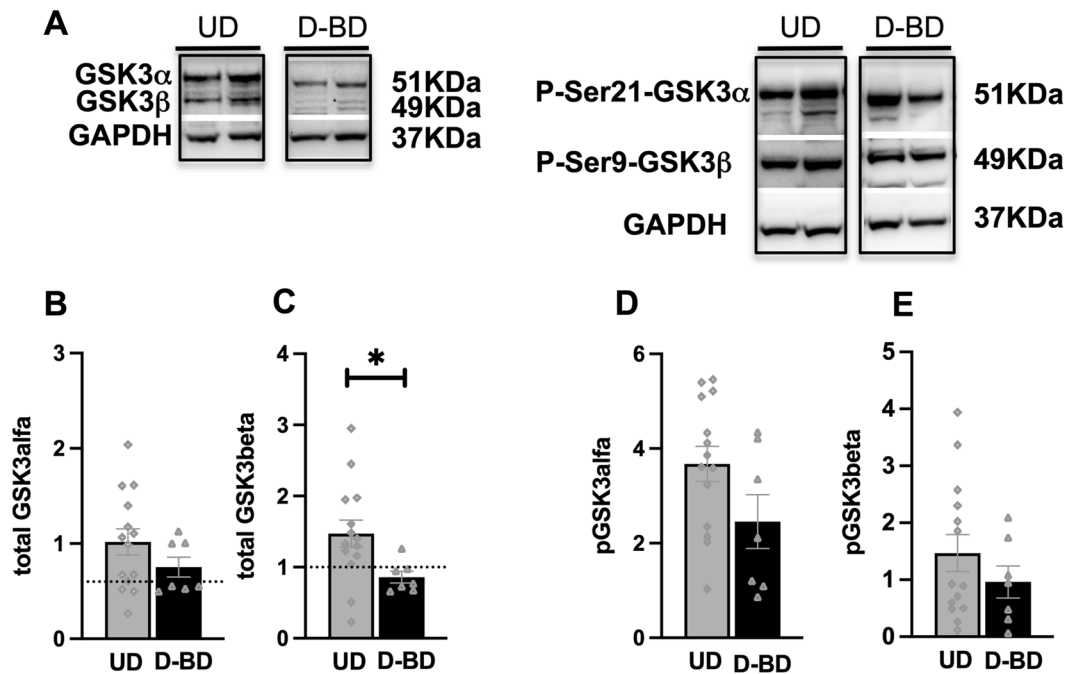 A
UD D-BD
GSK3α 51KDa
GSK3β 49KDa
GAPDH 37KDa
UD D-BD
P-Ser21-GSK3α 51KDa
P-Ser9-GSK3β 49KDa
GAPDH 37KDa
B
total GSK3alfa
3
2
1
0
UD D-BD
C
total GSK3beta
4
3
2
1
0
*
UD D-BD
D
pGSK3alfa
6
4
2
0
UD D-BD
E
pGSK3beta
5
4
3
2
1
0
UD D-BD